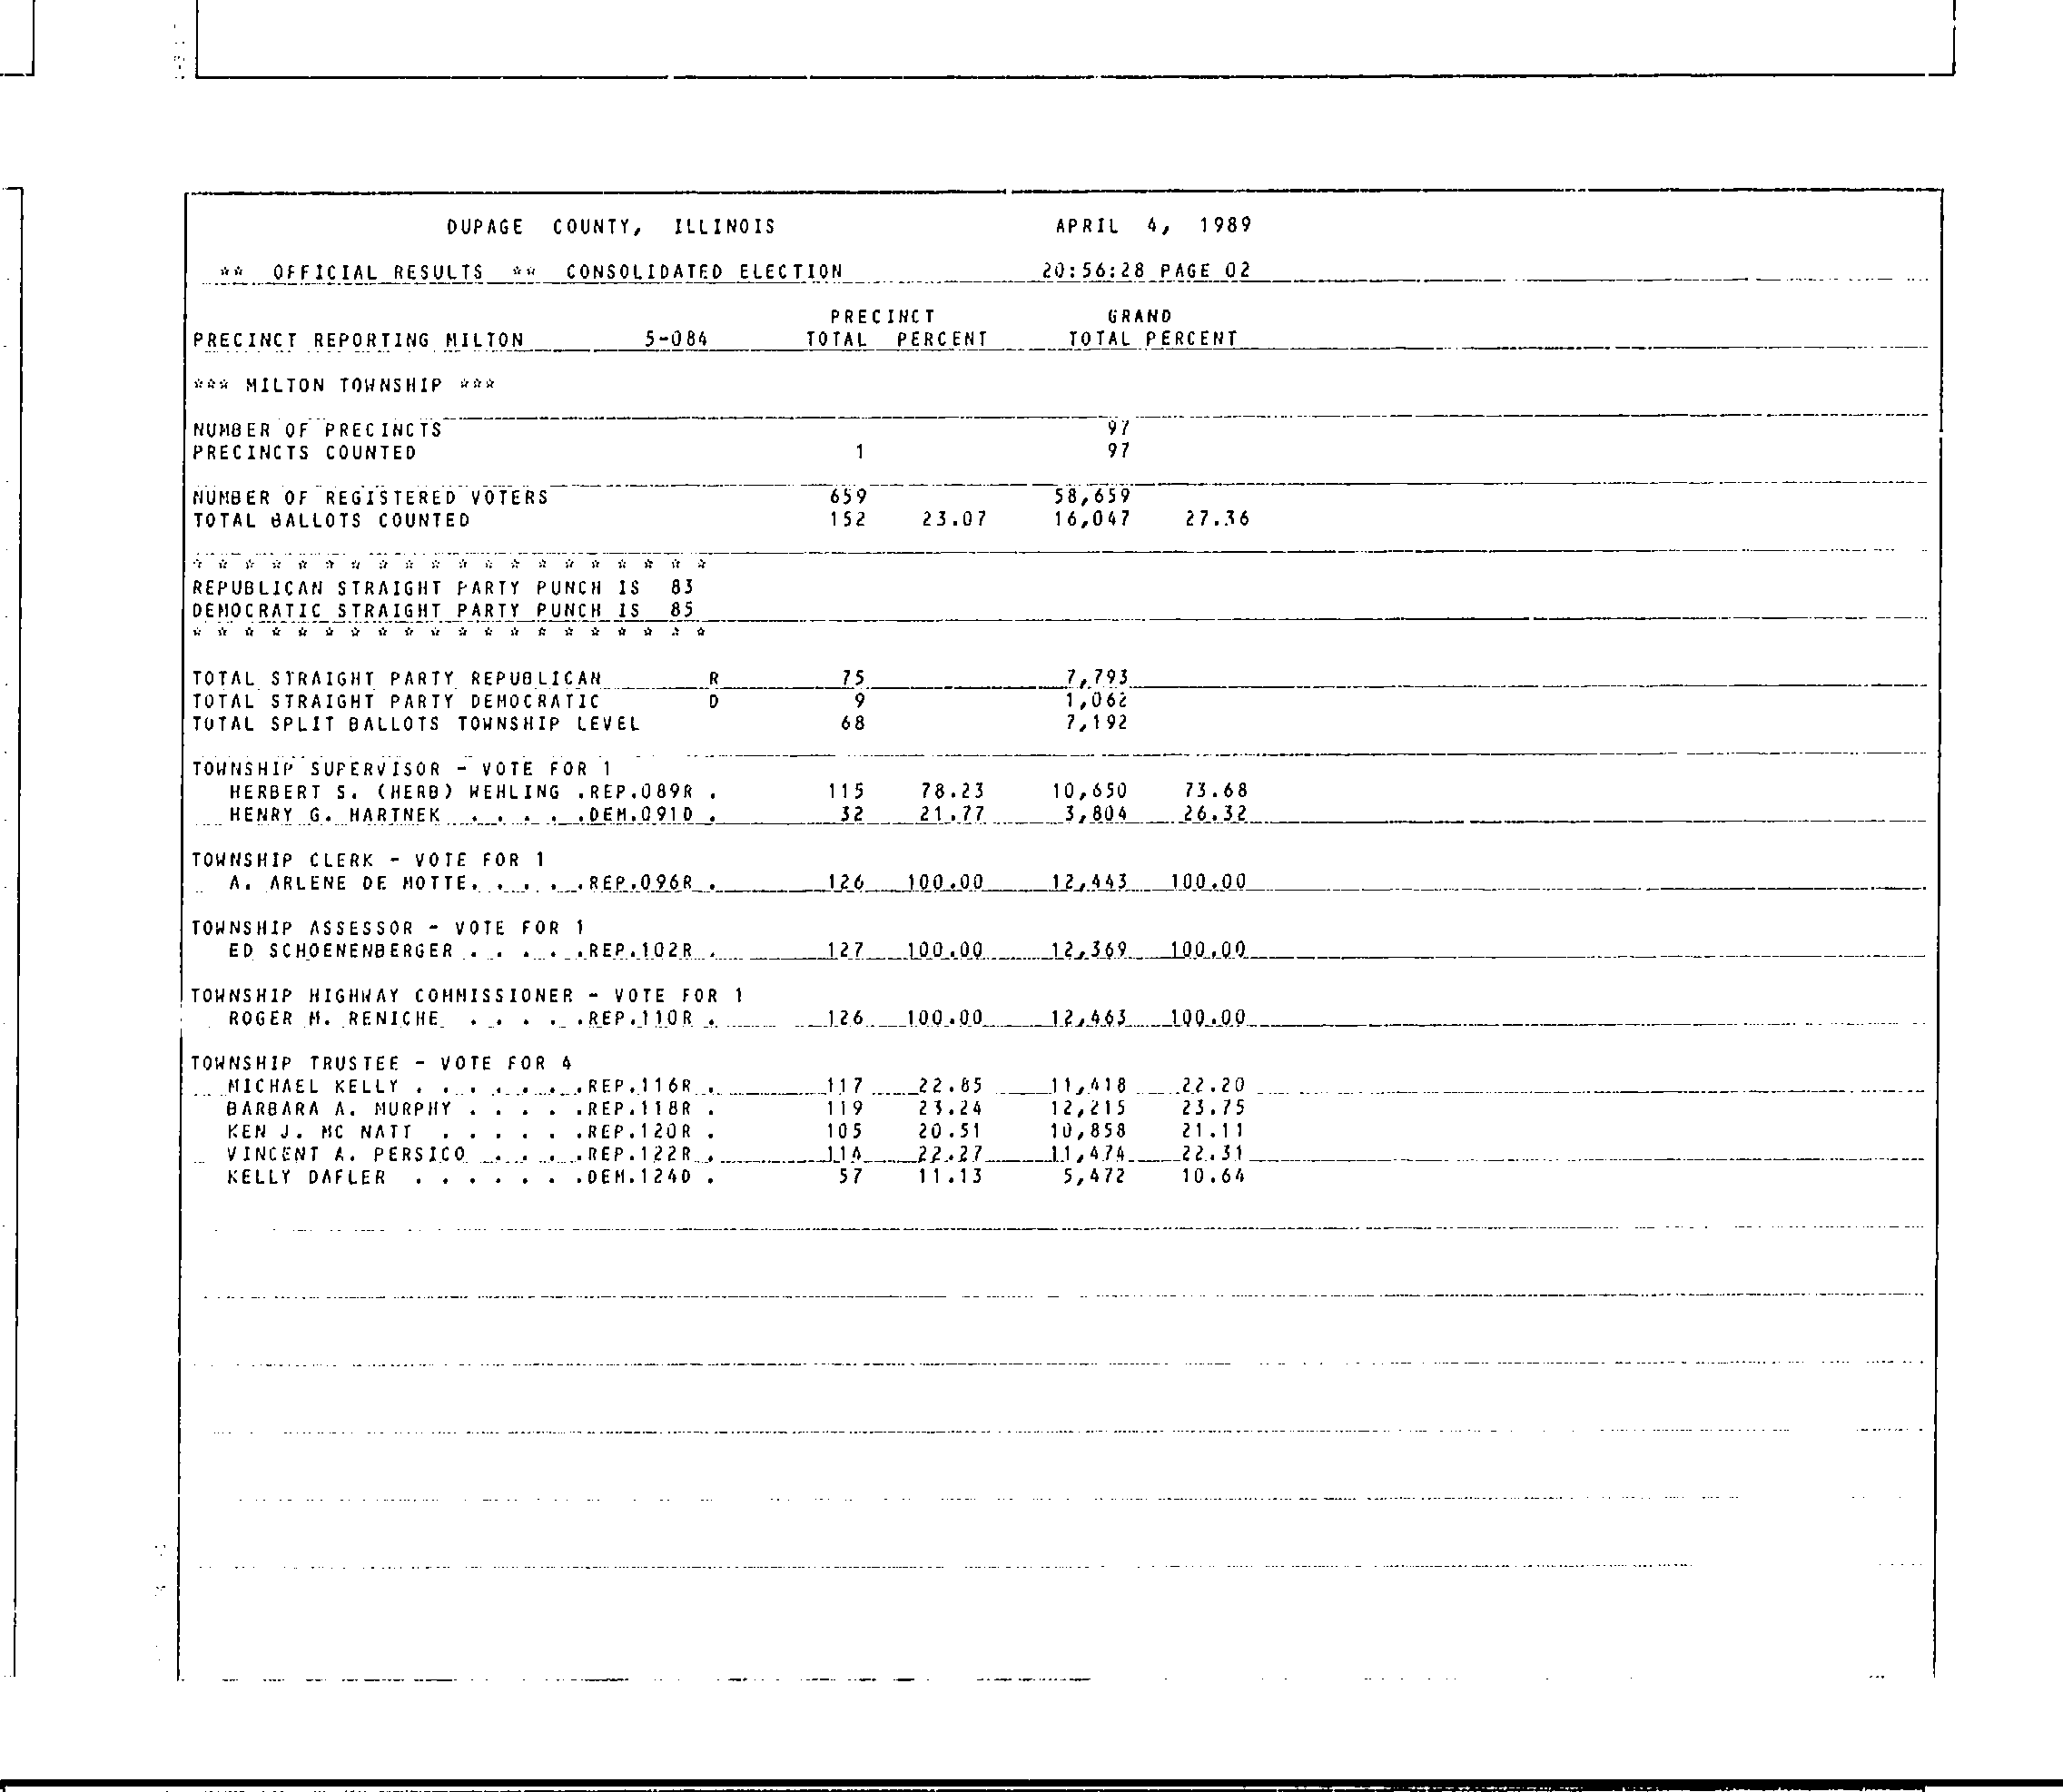 DUPAGE COUNTY, ILLINOIS APRIL 4, 1989
** OFFICIAL RESULTS ** CONSOLIDATED ELECTION 20:56:28 PAGE 02
PRECINCT GRAND
PRECINCT REPORTING MILTON 5-084 TOTAL PERCENT TOTAL PERCENT
*** MILTON TOWNSHIP ***
NUMBER OF PRECINCTS 97
PRECINCTS COUNTED 1 97
NUMBER OF REGISTERED VOTERS 659 58,659
TOTAL BALLOTS COUNTED 152 23.07 16,047 27.36
* * * * * * * * * * * * * * * * * * * *
REPUBLICAN STRAIGHT PARTY PUNCH IS 83
DEMOCRATIC STRAIGHT PARTY PUNCH IS 85
* * * * * * * * * * * * * * * * * * * *
TOTAL STRAIGHT PARTY REPUBLICAN R 75 7,793
TOTAL STRAIGHT PARTY DEMOCRATIC D 9 1,062
TOTAL SPLIT BALLOTS TOWNSHIP LEVEL 68 7,192
TOWNSHIP SUPERVISOR - VOTE FOR 1
HERBERT S. (HERB) WEHLING .REP.089R . 115 78.23 10,650 73.68
HENRY G. HARTNEK . . . . .DEM.091D . 32 21.77 3,804 26.32
TOWNSHIP CLERK - VOTE FOR 1
A. ARLENE DE MOTTE. . . . .REP.096R . 126 100.00 12,443 100.00
TOWNSHIP ASSESSOR - VOTE FOR 1
ED SCHOENENBERGER . . . . .REP.102R . 127 100.00 12,369 100.00
TOWNSHIP HIGHWAY COMMISSIONER - VOTE FOR 1
ROGER M. RENICHE . . . . .REP.110R . 126 100.00 12,463 100.00
TOWNSHIP TRUSTEE - VOTE FOR 4
MICHAEL KELLY . . . . . . .REP.116R . 117 22.85 11,418 22.20
BARBARA A. MURPHY . . . . .REP.118R . 119 23.24 12,215 23.75
KEN J. MC NATT . . . . . .REP.120R . 105 20.51 10,858 21.11
VINCENT A. PERSICO . . . .REP.122R . 114 22.27 11,474 22.31
KELLY DAFLER . . . . . . .DEM.124D . 57 11.13 5,472 10.64